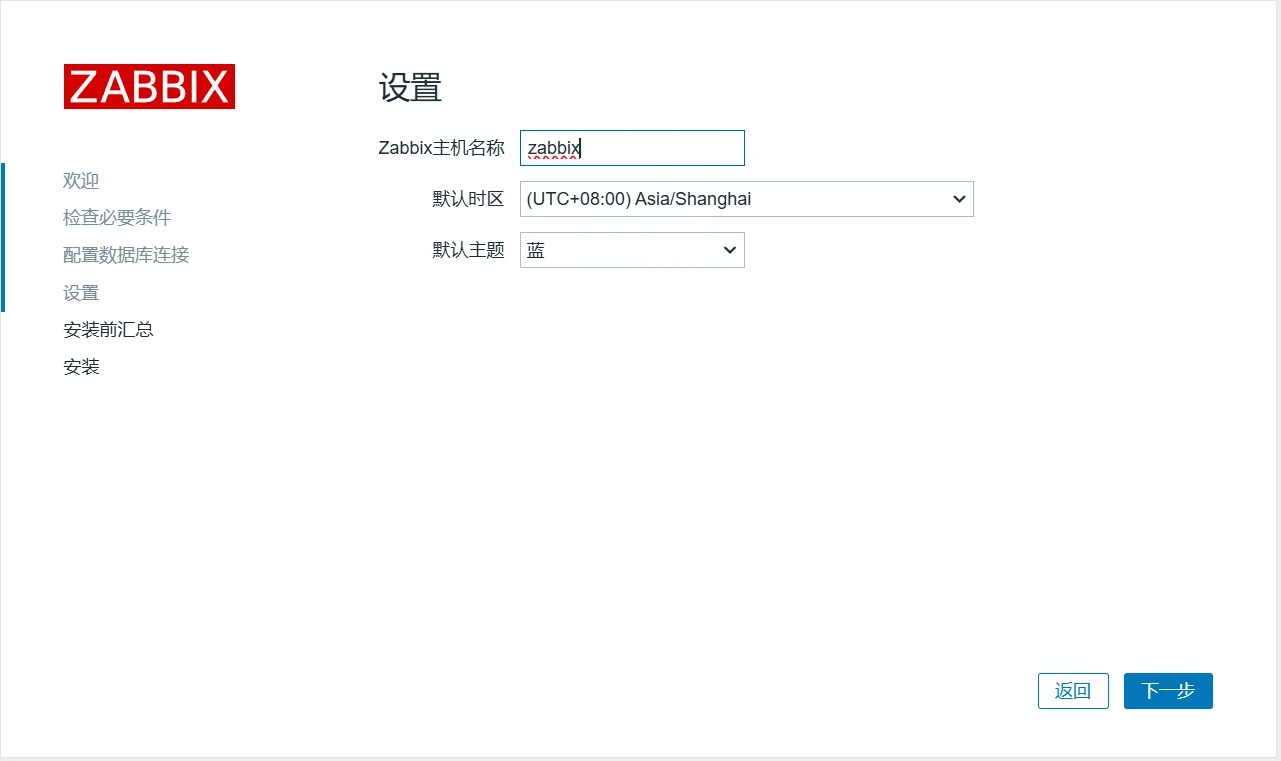 ZABBIX
欢迎
检查必要条件
配置数据库连接
设置
安装前汇总
安装
设置
Zabbix主机名称 zabbix
默认时区 (UTC+08:00) Asia/Shanghai
默认主题 蓝
返回 下一步